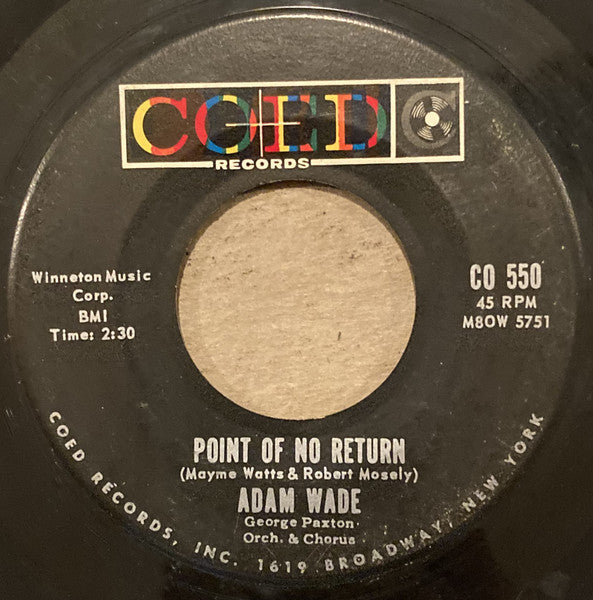 COED
RECORDS
Winneton Music
Corp.
BMI
Time: 2:30
CO 550
45 RPM
M8OW 5751
POINT OF NO RETURN
(Mayme Watts & Robert Mosely)
ADAM WADE
George Paxton
Orch. & Chorus
COED RECORDS, INC. 1619 BROADWAY, NEW YORK